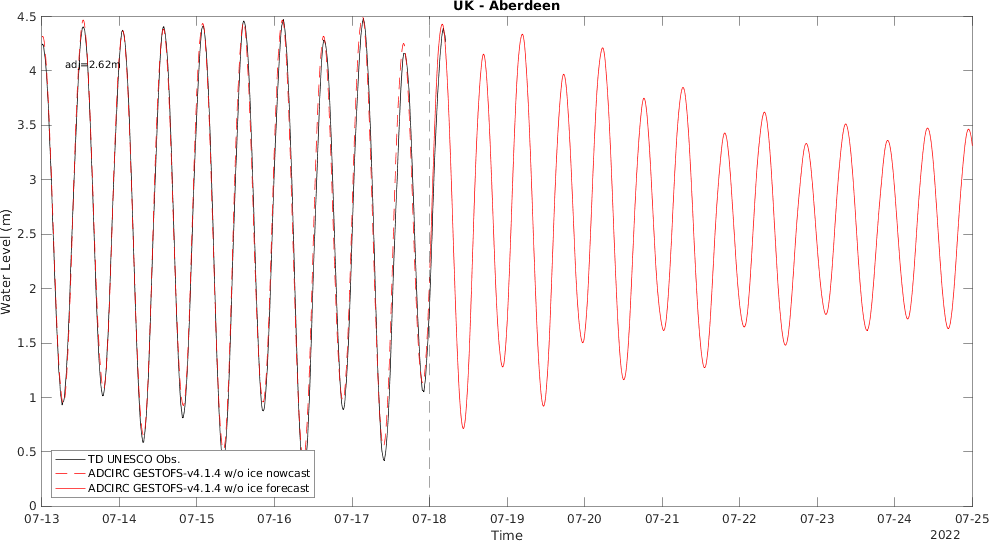 UK - Aberdeen
4.5
4
3.5
3
2.5
2
1.5
1
0.5
0
Water Level (m)
adj=2.62m
TD UNESCO Obs.
ADCIRC GESTOFS-v4.1.4 w/o ice nowcast
ADCIRC GESTOFS-v4.1.4 w/o ice forecast
07-13 07-14 07-15 07-16 07-17 07-18 07-19 07-20 07-21 07-22 07-23 07-24 07-25
Time
2022